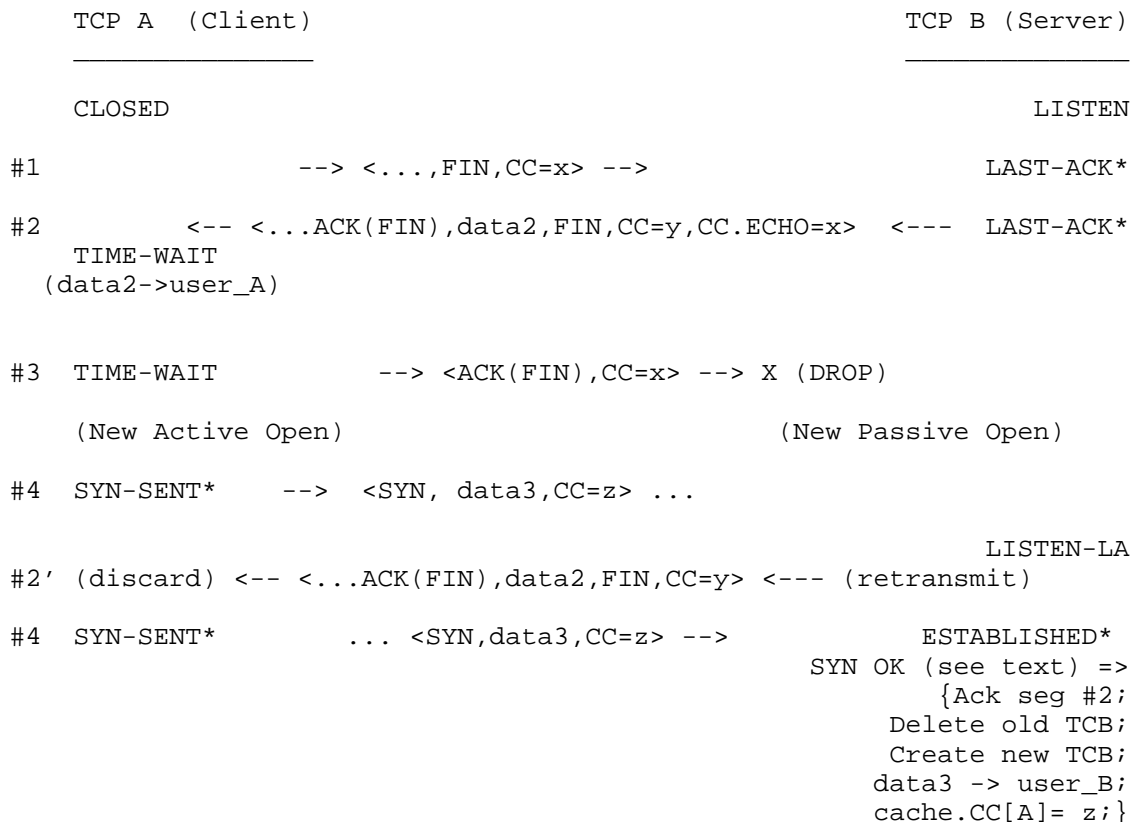 TCP A  (Client)                                     TCP B (Server)
_______________                                     ______________
CLOSED                                                      LISTEN
#1               --> <...,FIN,CC=x> -->                     LAST-ACK*
#2         <-- <...ACK(FIN),data2,FIN,CC=y,CC.ECHO=x>  <---  LAST-ACK*
TIME-WAIT
(data2->user_A)
#3  TIME-WAIT          --> <ACK(FIN),CC=x> --> X (DROP)
(New Active Open)                           (New Passive Open)
#4  SYN-SENT*    -->  <SYN, data3,CC=z> ...
LISTEN-LA
#2' (discard) <-- <...ACK(FIN),data2,FIN,CC=y> <--- (retransmit)
#4  SYN-SENT*       ... <SYN,data3,CC=z> -->            ESTABLISHED*
SYN OK (see text) =>
{Ack seg #2;
Delete old TCB;
Create new TCB;
data3 -> user_B;
cache.CC[A]= z;}